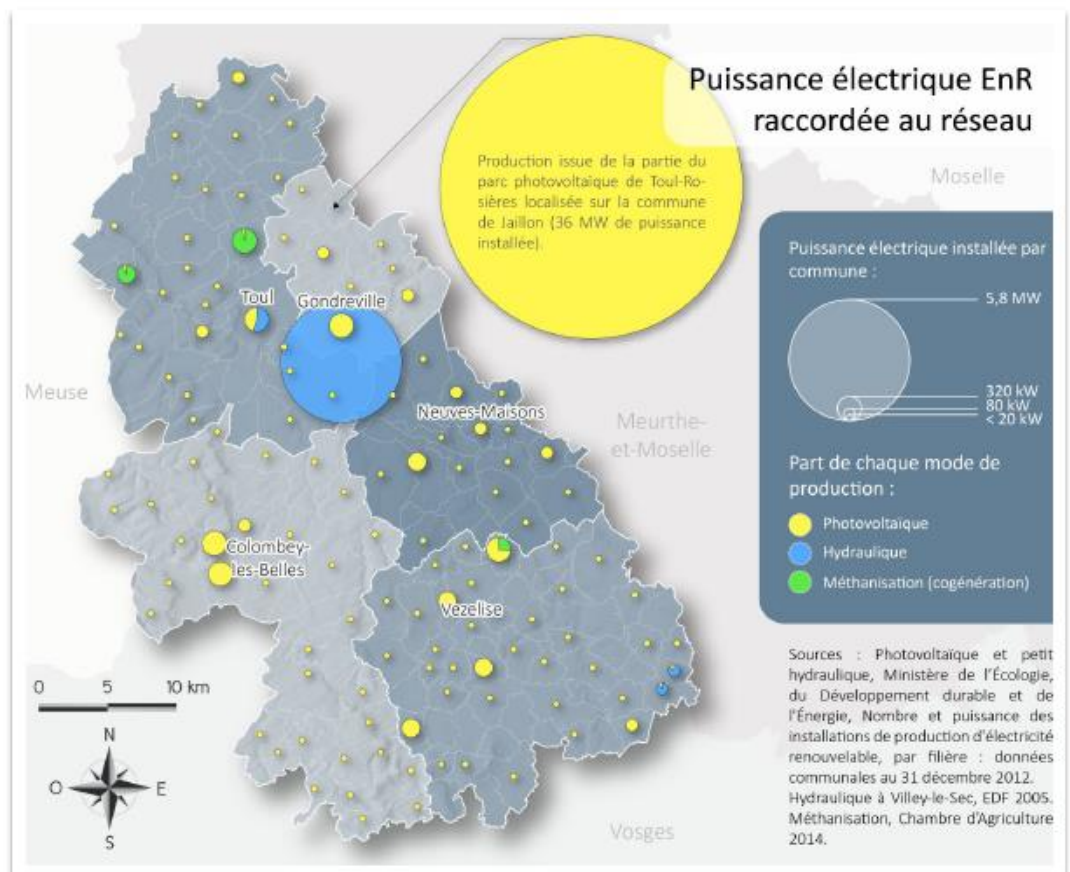 Puissance électrique EnR
raccordée au réseau
Production issue de la partie du
parc photovoltaïque de Toul-Ro-
sières localisée sur la commune
de Jaillon (36 MW de puissance
installée).
Moselle
Puissance électrique installée par
commune :
5,8 MW
320 kW
80 kW
< 20 kW
Part de chaque mode de
production :
Photovoltaïque
Hydraulique
Méthanisation (cogénération)
Toul
Gondreville
Meuse
Neuves-Maisons
Meurthe-
et-Moselle
Colombey-
les-Belles
Vezelise
Vosges
0 5 10 km
N
O E
S
Sources : Photovoltaïque et petit
hydraulique, Ministère de l'Écologie,
du Développement durable et de
l'Énergie, Nombre et puissance des
installations de production d'électricité
renouvelable, par filière : données
communales au 31 décembre 2012.
Hydraulique à Villey-le-Sec, EDF 2005.
Méthanisation, Chambre d'Agriculture
2014.